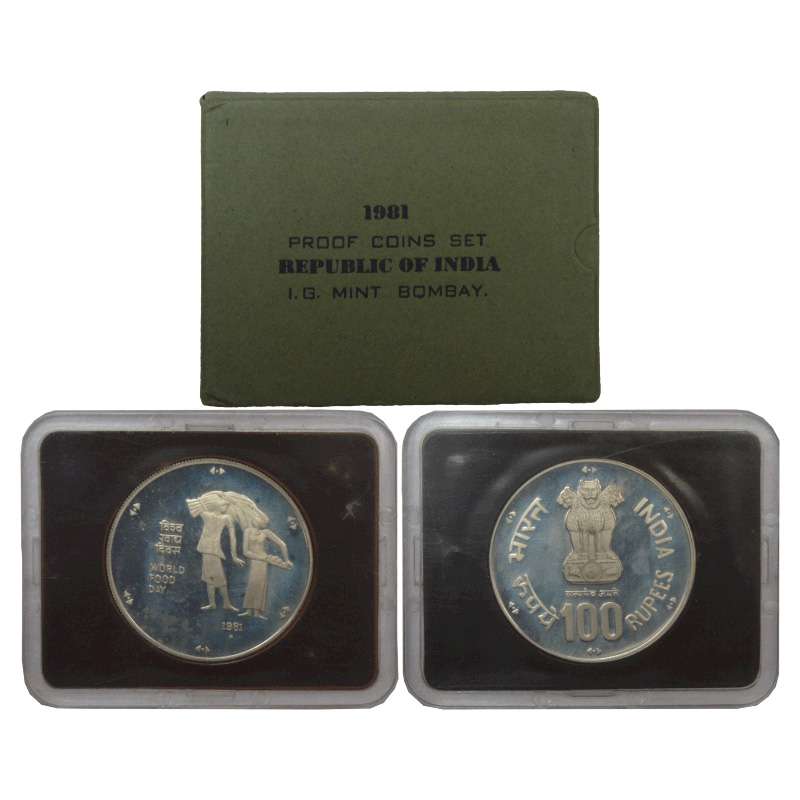 1981
PROOF COINS SET
REPUBLIC OF INDIA
I.G. MINT BOMBAY.
विश्व
खाद्य
दिवस
WORLD
FOOD
DAY
1981
भारत
INDIA
सत्यमेव जयते
रुपये
100
RUPEES